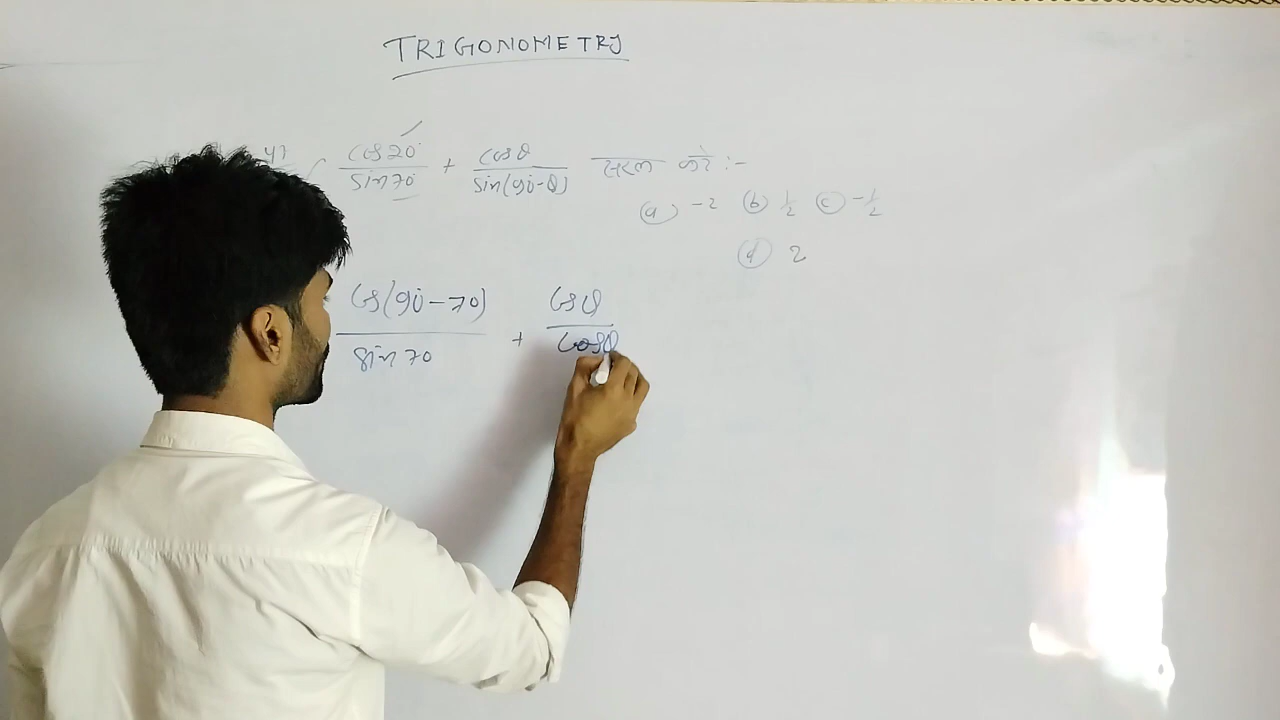 TRIGONOMETRY
cos20° / sin70 + cosθ / sin(90-θ) सरल करे :-
(a) -2 (b) 1/2 (c) -1/2
(d) 2
cos(90-70) / sin70 + cosθ / cosθ